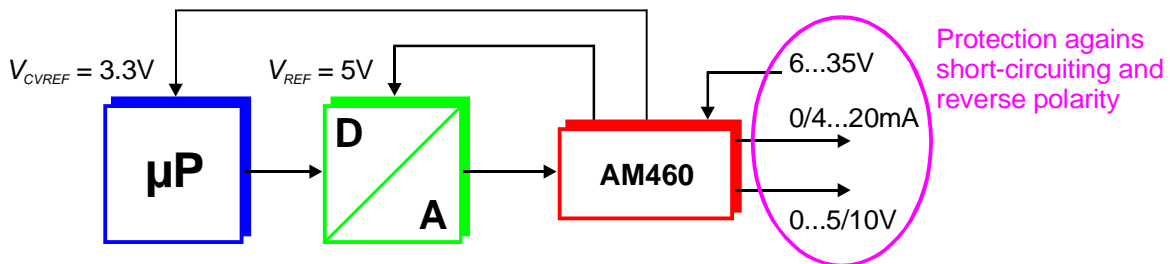 V_CVREF = 3.3V
V_REF = 5V
6...35V
Protection agains
short-circuiting and
reverse polarity
0/4...20mA
µP
D
A
AM460
0...5/10V